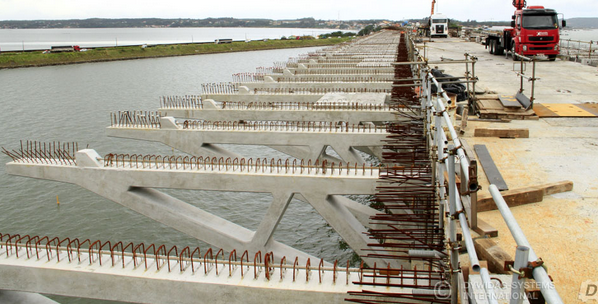 © DYWIDAG SYSTEMS
INTERNATIONAL